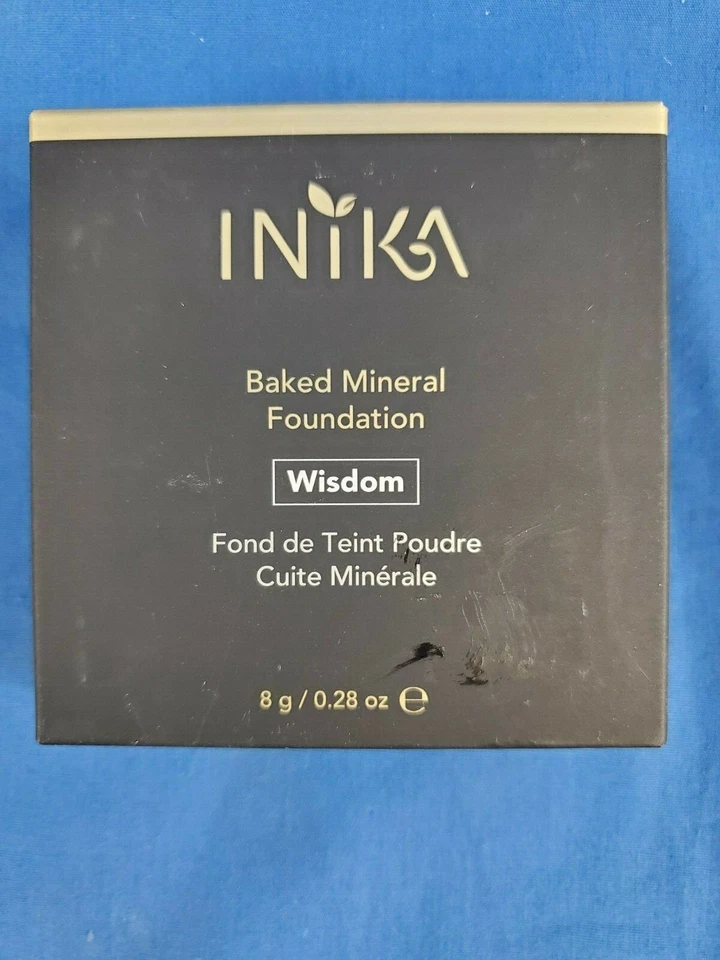 INIKA
Baked Mineral
Foundation
Wisdom
Fond de Teint Poudre
Cuite Minérale
8 g / 0.28 oz ℮